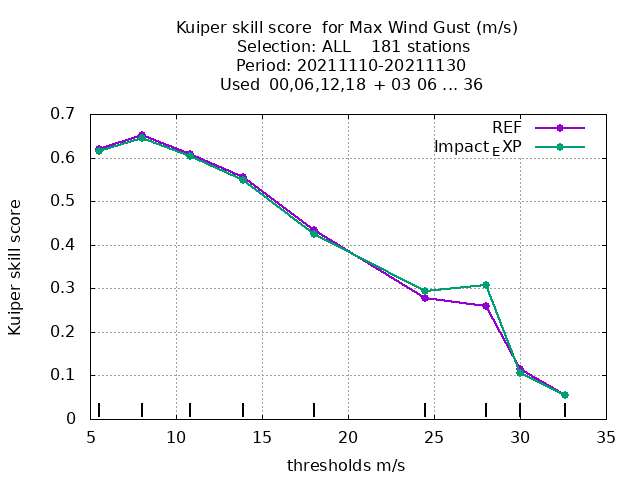 Kuiper skill score  for Max Wind Gust (m/s)
Selection: ALL    181 stations
Period: 20211110-20211130
Used  00,06,12,18  + 03 06 ... 36
REF
Impact_EXP
0.7
0.6
0.5
0.4
0.3
0.2
0.1
0
Kuiper skill score
5 10 15 20 25 30 35
thresholds m/s